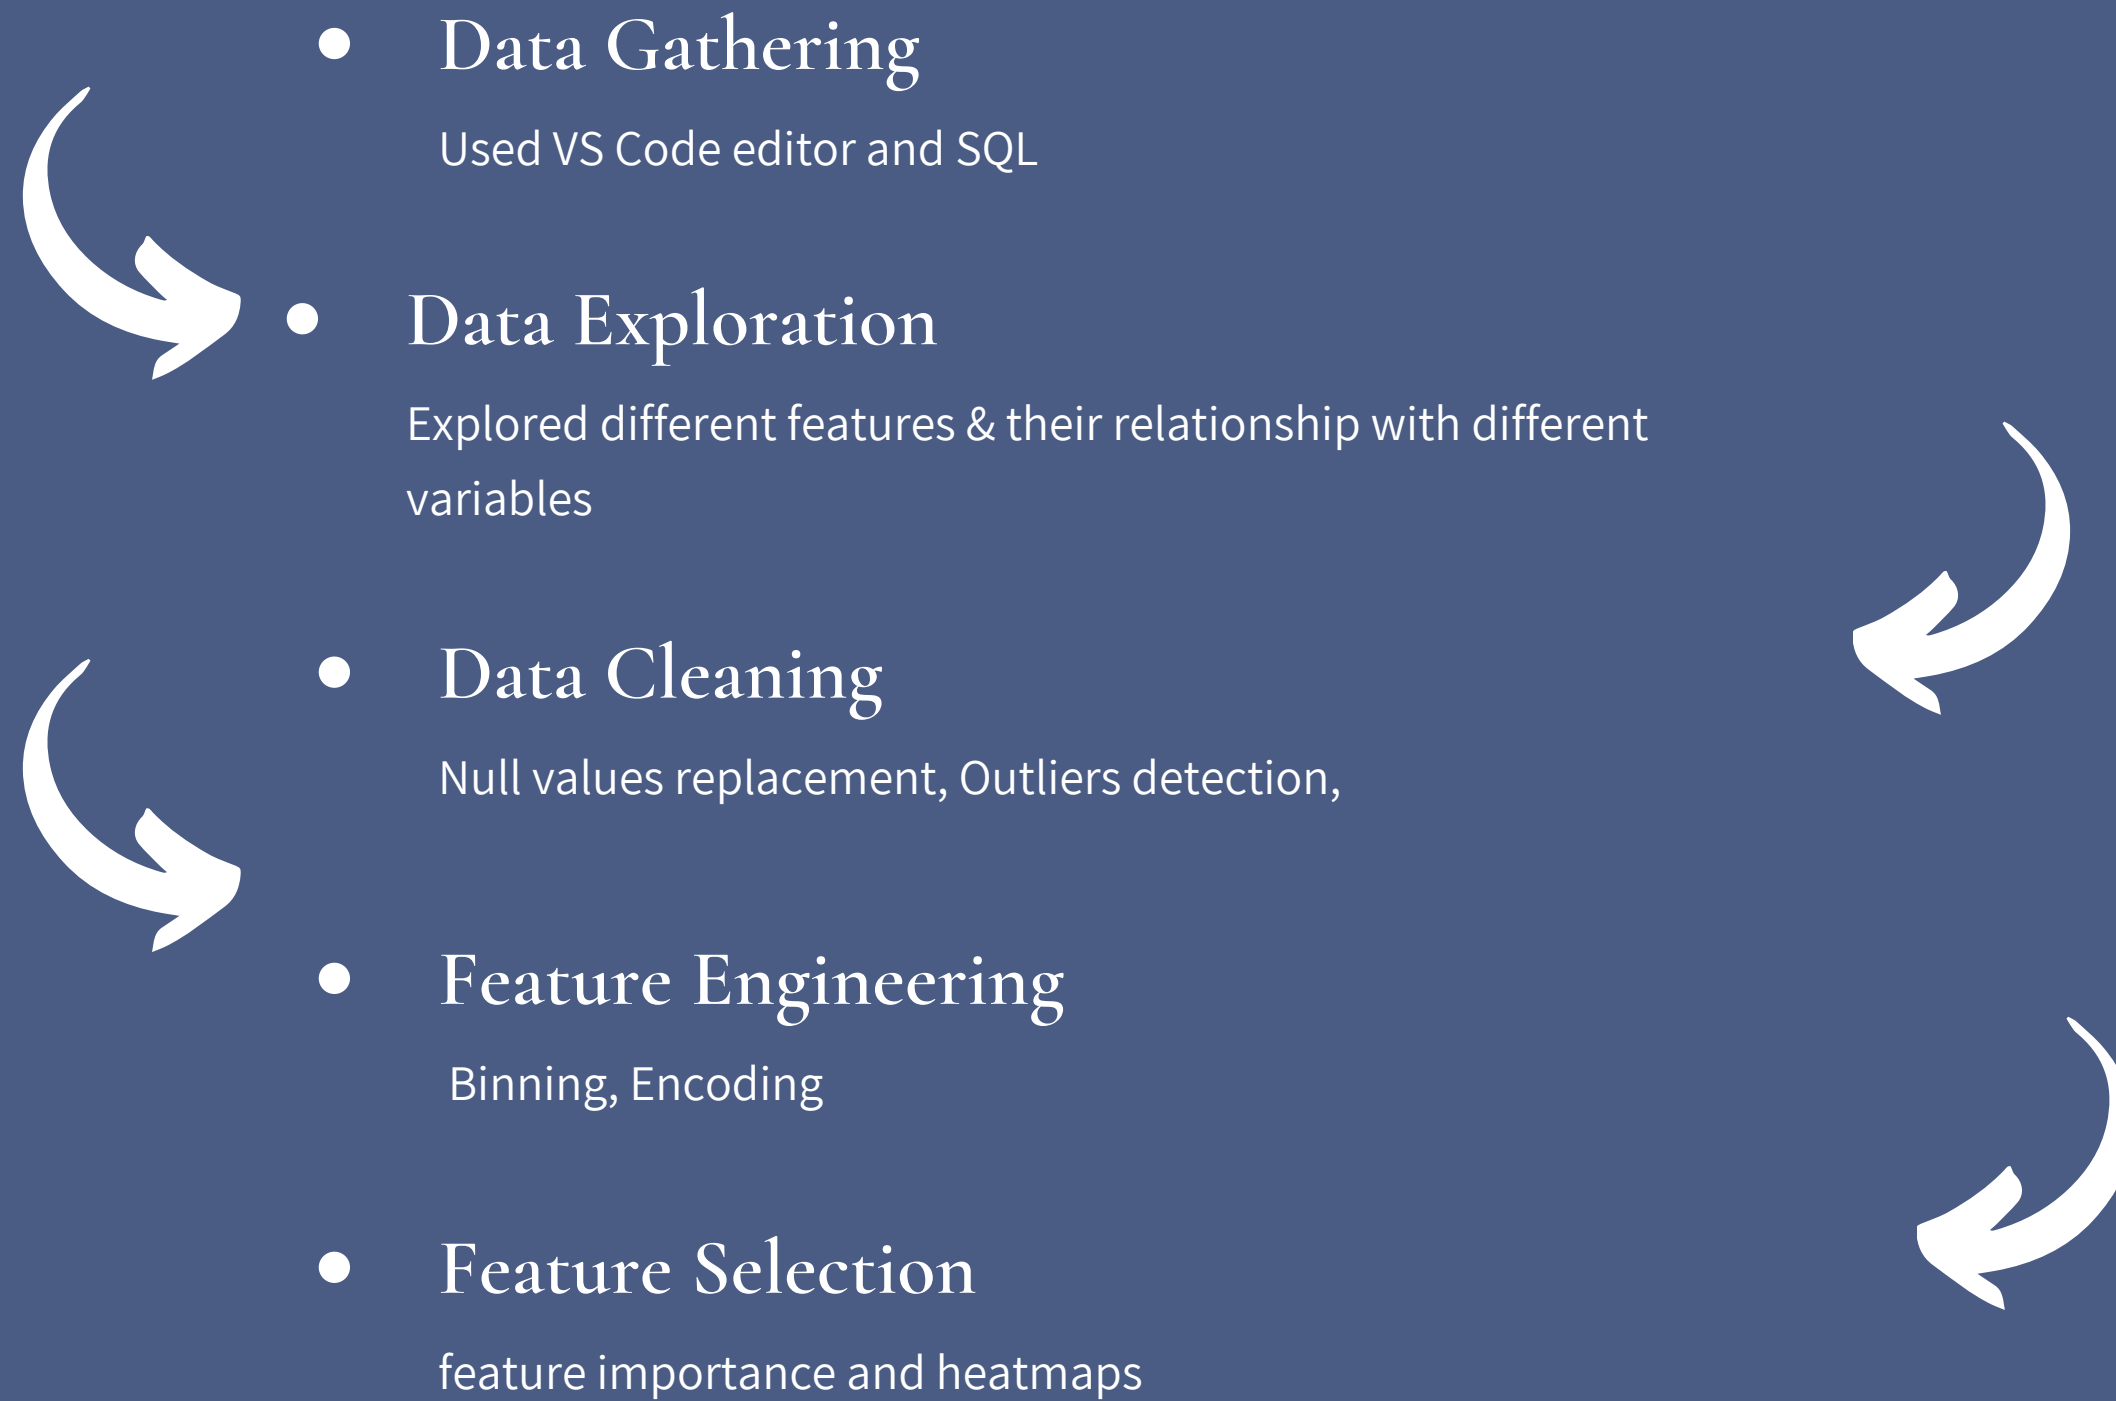 Data Gathering
Used VS Code editor and SQL
Data Exploration
Explored different features & their relationship with different
variables
Data Cleaning
Null values replacement, Outliers detection,
Feature Engineering
Binning, Encoding
Feature Selection
feature importance and heatmaps